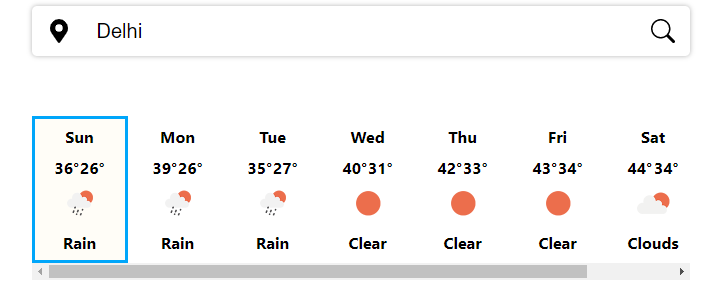 Delhi
Sun Mon Tue Wed Thu Fri Sat
36°26° 39°26° 35°27° 40°31° 42°33° 43°34° 44°34°
Rain Rain Rain Clear Clear Clear Clouds